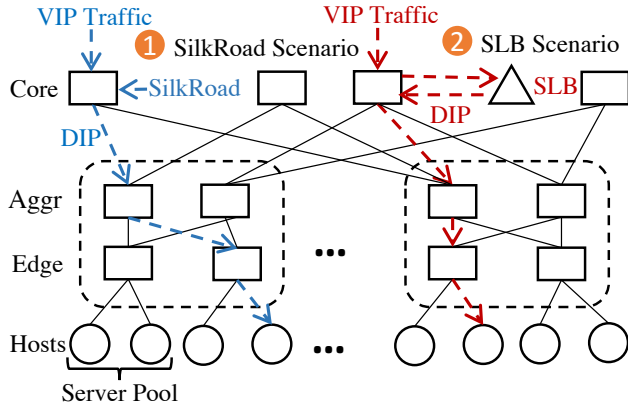 VIP Traffic
VIP Traffic
1 SilkRoad Scenario
2 SLB Scenario
Core
SilkRoad
SLB
DIP
DIP
Aggr
...
Edge
Hosts
...
Server Pool